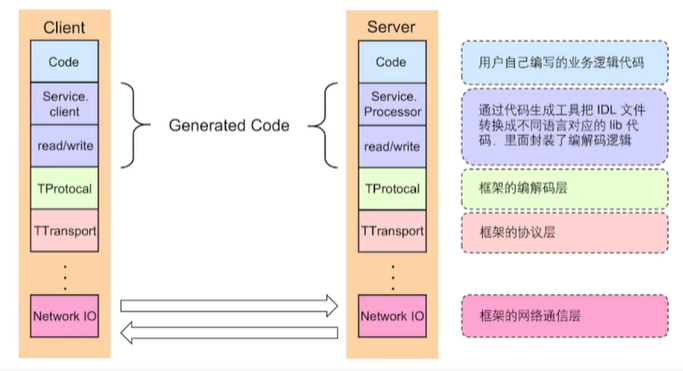 Client
Server
Code
Code
用户自己编写的业务逻辑代码
Service.
client
Service.
Processor
Generated Code
通过代码生成工具把 IDL 文件
转换成不同语言对应的 lib 代
码，里面封装了编解码逻辑
read/write
read/write
TProtocal
TProtocal
框架的编解码层
TTransport
TTransport
框架的协议层
Network IO
Network IO
框架的网络通信层